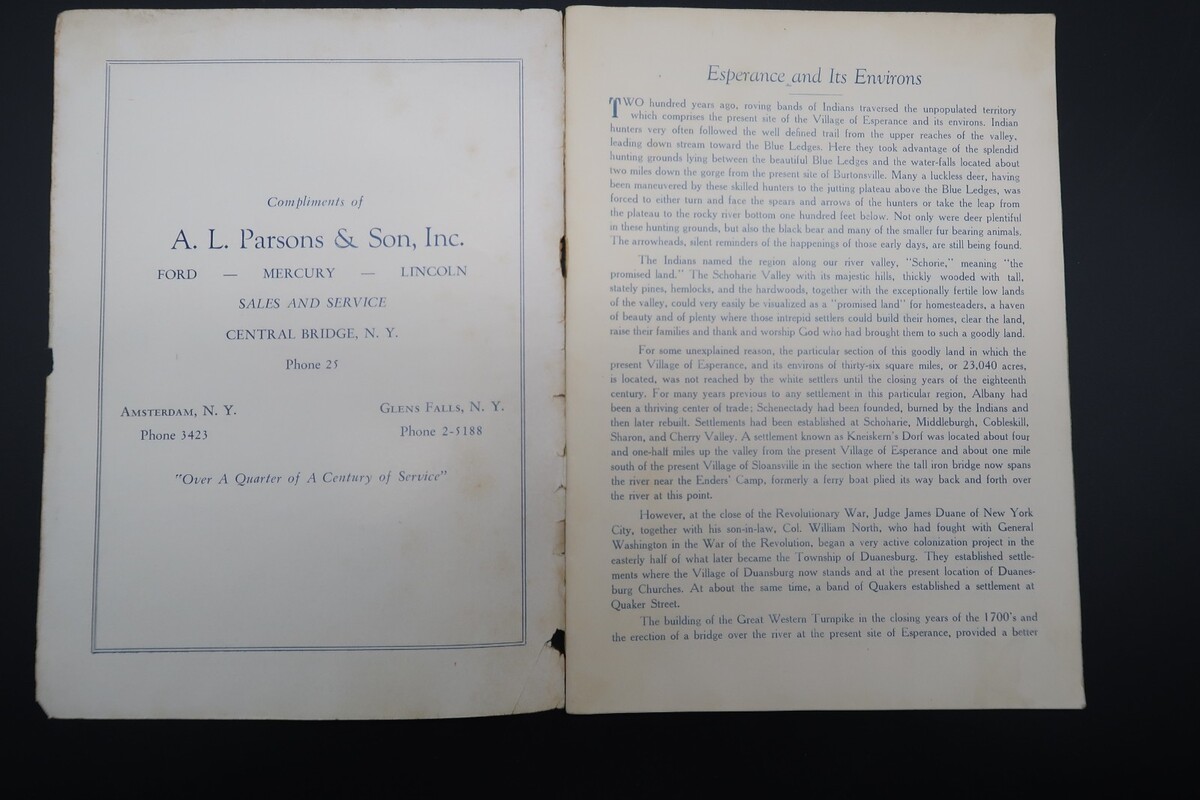 Compliments of
A. L. Parsons & Son, Inc.
FORD — MERCURY — LINCOLN
SALES AND SERVICE
CENTRAL BRIDGE, N. Y.
Phone 25
AMSTERDAM, N. Y.
Phone 3423
GLENS FALLS, N. Y.
Phone 2-5188
"Over A Quarter of A Century of Service"
Esperance and Its Environs
TWO hundred years ago, roving bands of Indians traversed the unpopulated territory
which comprises the present site of the Village of Esperance and its environs. Indian
hunters very often followed the well defined trail from the upper reaches of the valley,
leading down stream toward the Blue Ledges. Here they took advantage of the splendid
hunting grounds lying between the beautiful Blue Ledges and the water-falls located about
two miles down the gorge from the present site of Burtonsville. Many a luckless deer, having
been maneuvered by these skilled hunters to the jutting plateau above the Blue Ledges, was
forced to either turn and face the spears and arrows of the hunters or take the leap from
the plateau to the rocky river bottom one hundred feet below. Not only were deer plentiful
in these hunting grounds, but also the black bear and many of the smaller fur bearing animals.
The arrowheads, silent reminders of the happenings of those early days, are still being found.
The Indians named the region along our river valley, "Schorie," meaning "the
promised land." The Schoharie Valley with its majestic hills, thickly wooded with tall,
stately pines, hemlocks, and the hardwoods, together with the exceptionally fertile low lands
of the valley, could very easily be visualized as a "promised land" for homesteaders, a haven
of beauty and of plenty where those intrepid settlers could build their homes, clear the land,
raise their families and thank and worship God who had brought them to such a goodly land.
For some unexplained reason, the particular section of this goodly land in which the
present Village of Esperance, and its environs of thirty-six square miles, or 23,040 acres,
is located, was not reached by the white settlers until the closing years of the eighteenth
century. For many years previous to any settlement in this particular region, Albany had
been a thriving center of trade; Schenectady had been founded, burned by the Indians and
then later rebuilt. Settlements had been established at Schoharie, Middleburgh, Cobleskill,
Sharon, and Cherry Valley. A settlement known as Kneiskern's Dorf was located about four
and one-half miles up the valley from the present Village of Esperance and about one mile
south of the present Village of Sloansville in the section where the tall iron bridge now spans
the river near the Enders' Camp, formerly a ferry boat plied its way back and forth over
the river at this point.
However, at the close of the Revolutionary War, Judge James Duane of New York
City, together with his son-in-law, Col. William North, who had fought with General
Washington in the War of the Revolution, began a very active colonization project in the
easterly half of what later became the Township of Duanesburg. They established settle-
ments where the Village of Duansburg now stands and at the present location of Duanes-
burg Churches. At about the same time, a band of Quakers established a settlement at
Quaker Street.
The building of the Great Western Turnpike in the closing years of the 1700's and
the erection of a bridge over the river at the present site of Esperance, provided a better